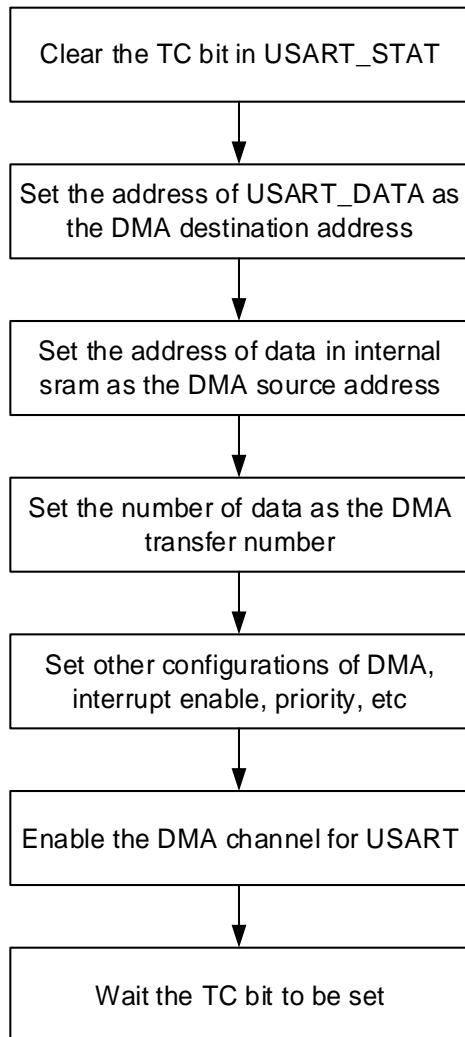 Clear the TC bit in USART_STAT
Set the address of USART_DATA as
the DMA destination address
Set the address of data in internal
sram as the DMA source address
Set the number of data as the DMA
transfer number
Set other configurations of DMA,
interrupt enable, priority, etc
Enable the DMA channel for USART
Wait the TC bit to be set